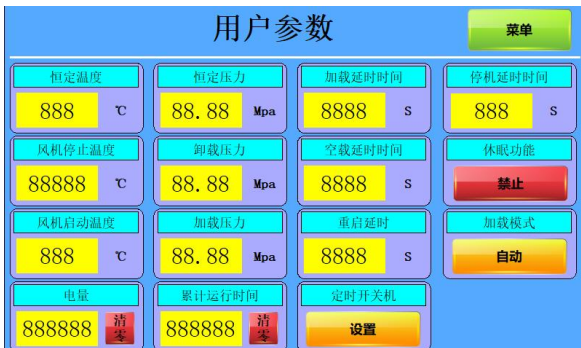 用户参数 菜单
恒定温度 恒定压力 加载延时时间 停机延时时间
888 ℃ 88.88 Mpa 8888 S 888 S
风机停止温度 卸载压力 空载延时时间 休眠功能
88888 ℃ 88.88 Mpa 8888 S 禁止
风机启动温度 加载压力 重启延时 加载模式
888 ℃ 88.88 Mpa 8888 S 自动
电量 累计运行时间 定时开关机
888888 清零 888888 清零 设置